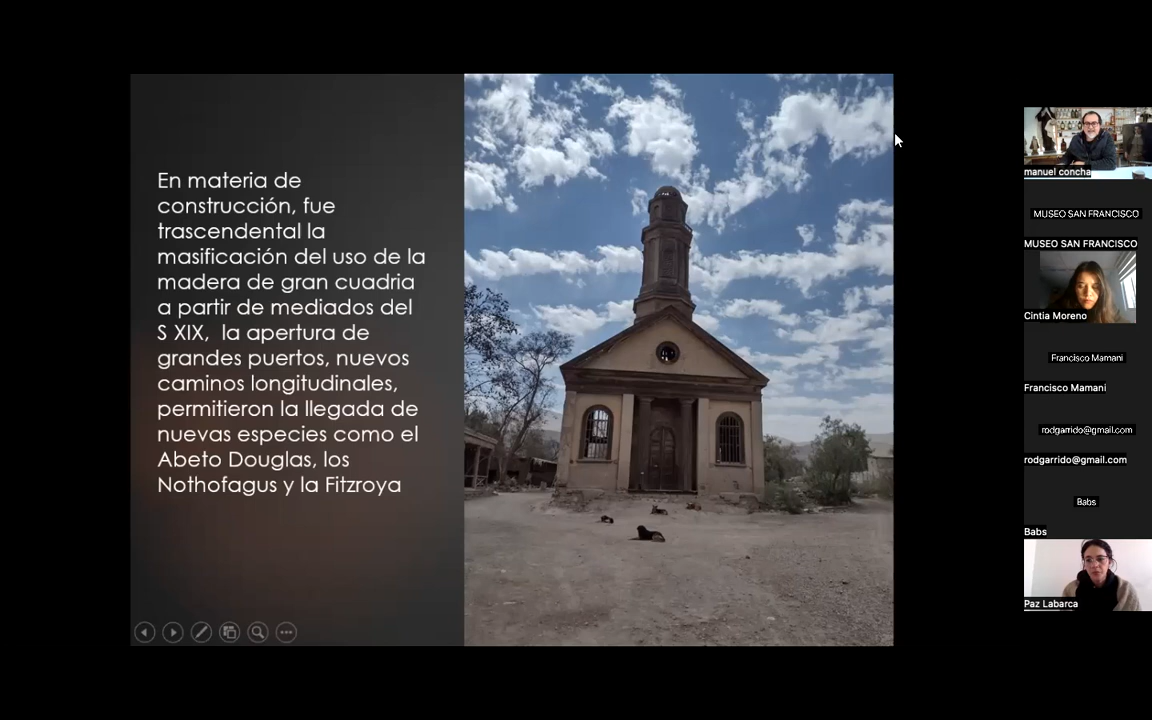 En materia de
construcción, fue
trascendental la
masificación del uso de la
madera de gran cuadria
a partir de mediados del
S XIX,  la apertura de
grandes puertos, nuevos
caminos longitudinales,
permitieron la llegada de
nuevas especies como el
Abeto Douglas, los
Nothofagus y la Fitzroya
manuel concha
MUSEO SAN FRANCISCO
MUSEO SAN FRANCISCO
Cintia Moreno
Francisco Mamani
Francisco Mamani
rodgarrido@gmail.com
rodgarrido@gmail.com
Babs
Babs
Paz Labarca